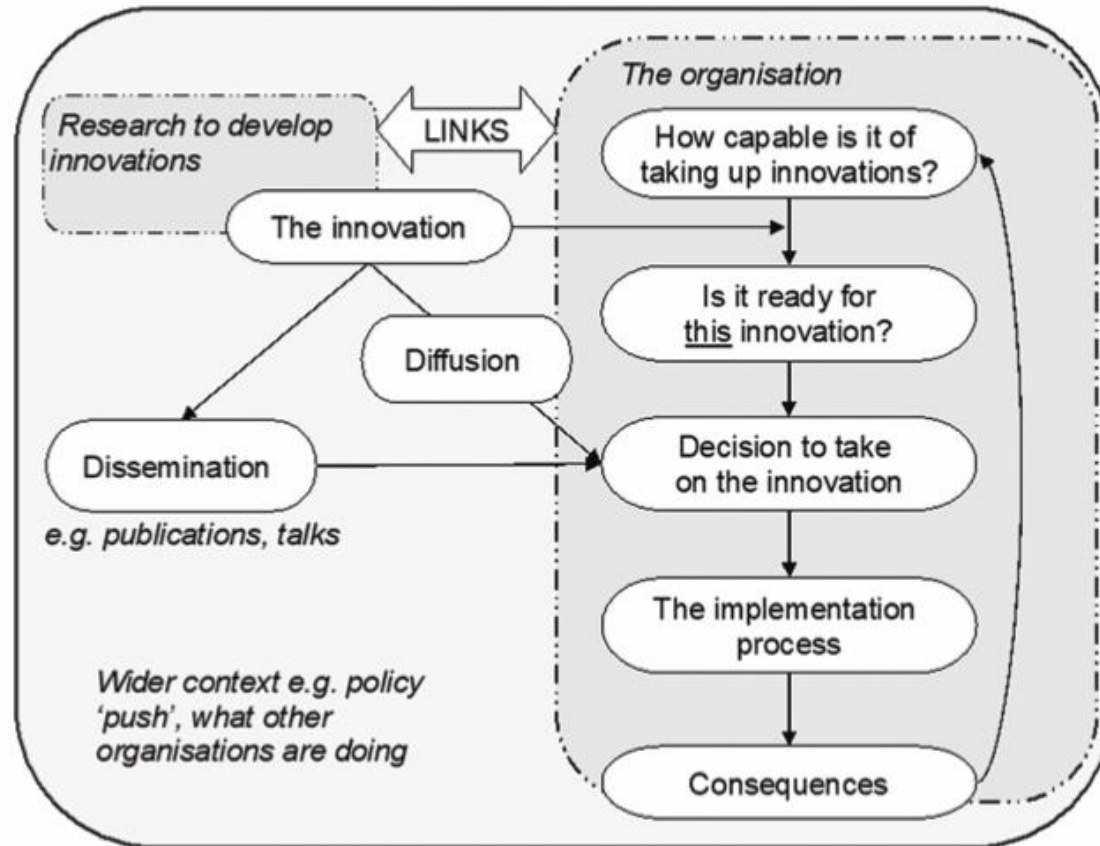 The organisation
Research to develop
innovations
LINKS
How capable is it of
taking up innovations?
The innovation
Is it ready for
this innovation?
Diffusion
Dissemination
e.g. publications, talks
Decision to take
on the innovation
The implementation
process
Wider context e.g. policy
‘push’, what other
organisations are doing
Consequences